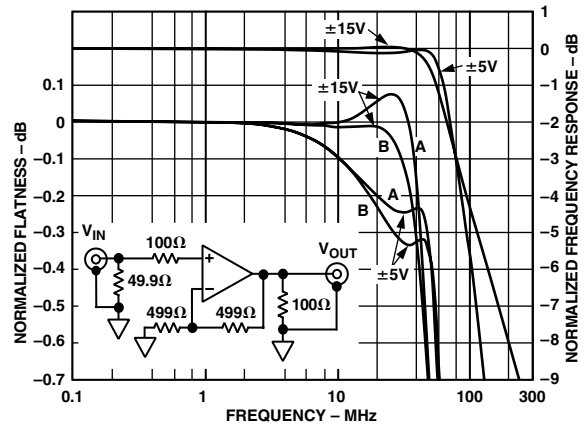 1
±15V
0
0.1
±15V
±5V
–1
0
A
–2
–0.1
B
–3
–0.2
A
–4
V_IN
B
–0.3
100Ω
+
V_OUT
±5V
–5
–0.4
49.9Ω
–
–6
–0.5
499Ω
499Ω
100Ω
–7
–0.6
–8
–0.7
–9
0.1
1
10
100
300
FREQUENCY – MHz
NORMALIZED FLATNESS – dB
NORMALIZED FREQUENCY RESPONSE – dB